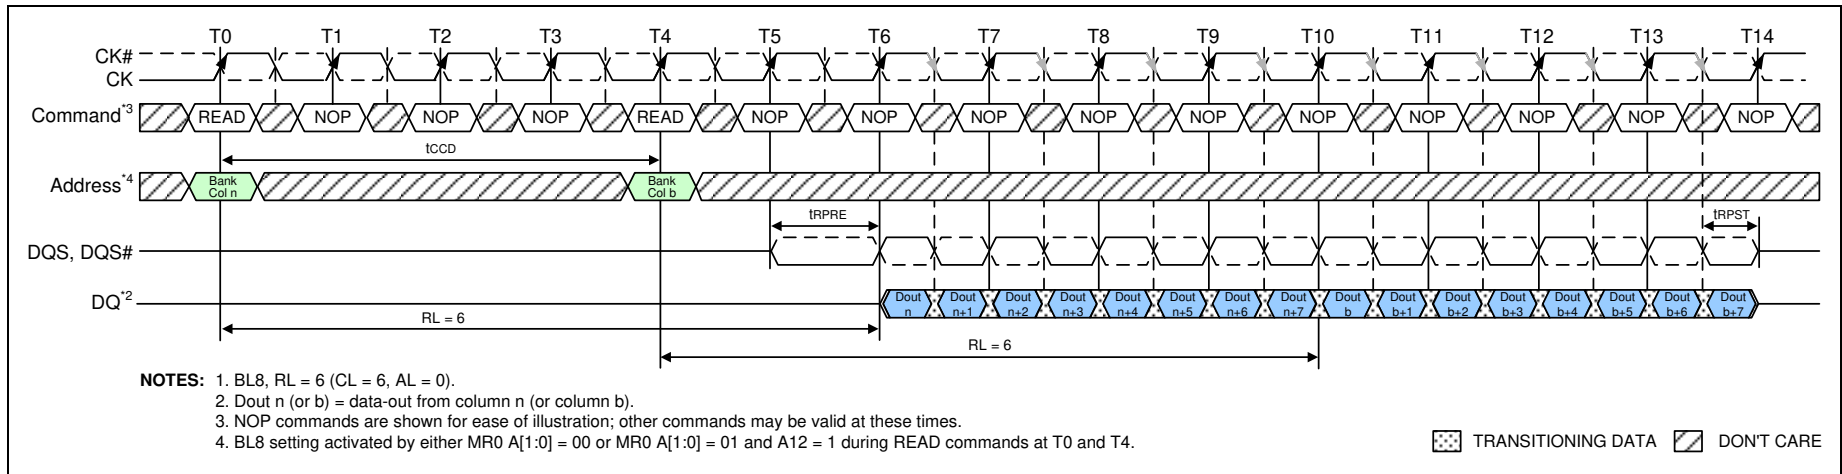 T0 T1 T2 T3 T4 T5 T6 T7 T8 T9 T10 T11 T12 T13 T14
CK#
CK
Command*3 READ NOP NOP NOP READ NOP NOP NOP NOP NOP NOP NOP NOP NOP NOP
tCCD
Address*4 Bank Col n Bank Col b
tRPRE tRPST
DQS, DQS#
DQ*2 Dout n Dout n+1 Dout n+2 Dout n+3 Dout n+4 Dout n+5 Dout n+6 Dout n+7 Dout b Dout b+1 Dout b+2 Dout b+3 Dout b+4 Dout b+5 Dout b+6 Dout b+7
RL = 6
RL = 6
NOTES: 1. BL8, RL = 6 (CL = 6, AL = 0).
2. Dout n (or b) = data-out from column n (or column b).
3. NOP commands are shown for ease of illustration; other commands may be valid at these times.
4. BL8 setting activated by either MR0 A[1:0] = 00 or MR0 A[1:0] = 01 and A12 = 1 during READ commands at T0 and T4.
TRANSITIONING DATA DON'T CARE